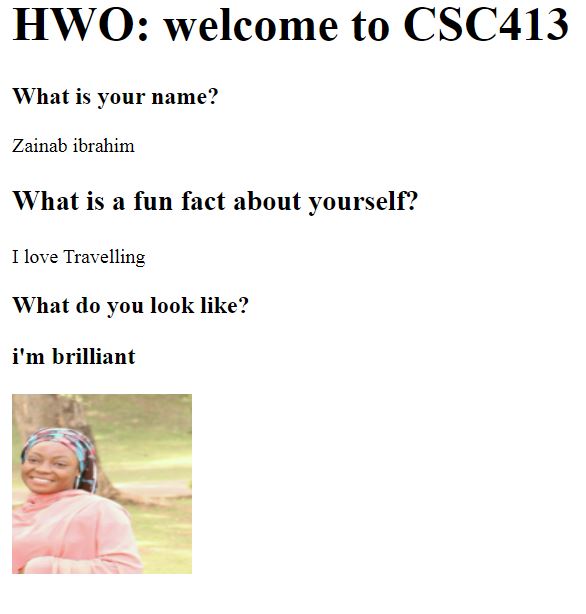 HWO: welcome to CSC413
What is your name?
Zainab ibrahim
What is a fun fact about yourself?
I love Travelling
What do you look like?
i'm brilliant